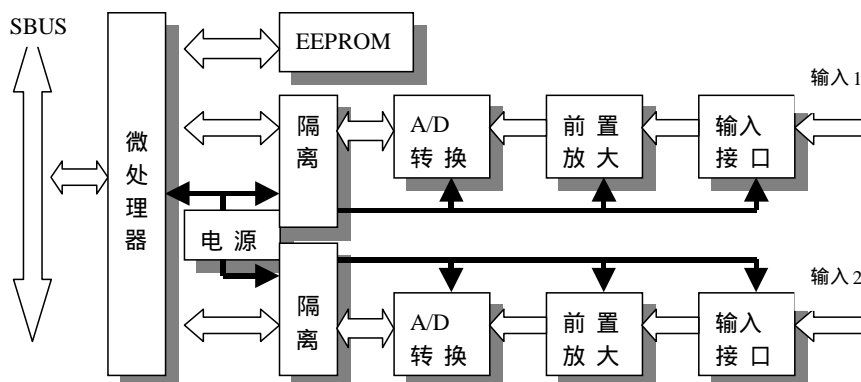 SBUS
微处理器
EEPROM
隔离
A/D
转换
前置
放大
输入
接口
输入1
电源
隔离
A/D
转换
前置
放大
输入
接口
输入2